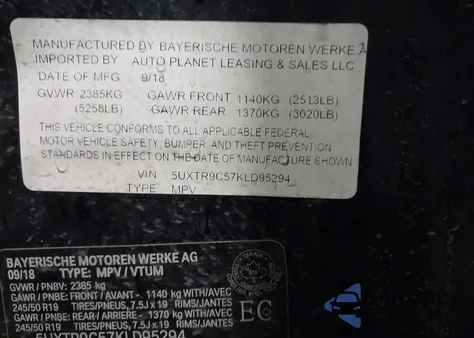 MANUFACTURED BY BAYERISCHE MOTOREN WERKE A
IMPORTED BY AUTO PLANET LEASING & SALES LLC
DATE OF MFG 9/18
GVWR 2385KG GAWR FRONT 1140KG (2513LB)
(5258LB) GAWR REAR 1370KG (3020LB)
THIS VEHICLE CONFORMS TO ALL APPLICABLE FEDERAL
MOTOR VEHICLE SAFETY, BUMPER, AND THEFT PREVENTION
STANDARDS IN EFFECT ON THE DATE OF MANUFACTURE SHOWN
VIN 5UXTR9C57KLD95294
TYPE MPV
BAYERISCHE MOTOREN WERKE AG
09/18 TYPE: MPV / VTUM
GVWR / PNBV: 2385 kg
GAWR / PNBE: FRONT / AVANT - 1140 kg WITH/AVEC
245/50 R19 TIRES/PNEUS, 7.5J x 19 RIMS/JANTES
GAWR / PNBE: REAR / ARRIERE - 1370 kg WITH/AVEC
245/50 R19 TIRES/PNEUS, 7.5J x 19 RIMS/JANTES
5UXTR9C57KLD95294
EC